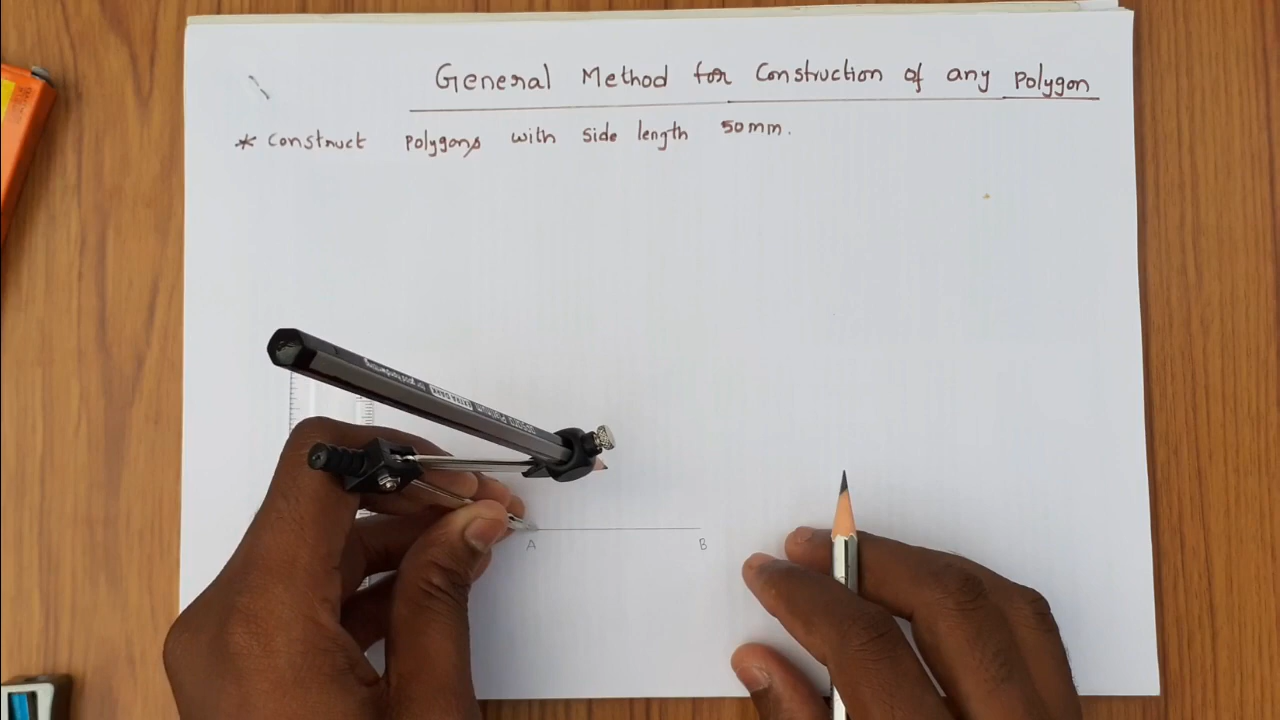 General Method for Construction of any Polygon
* Construct Polygons with side length 50mm.
A B